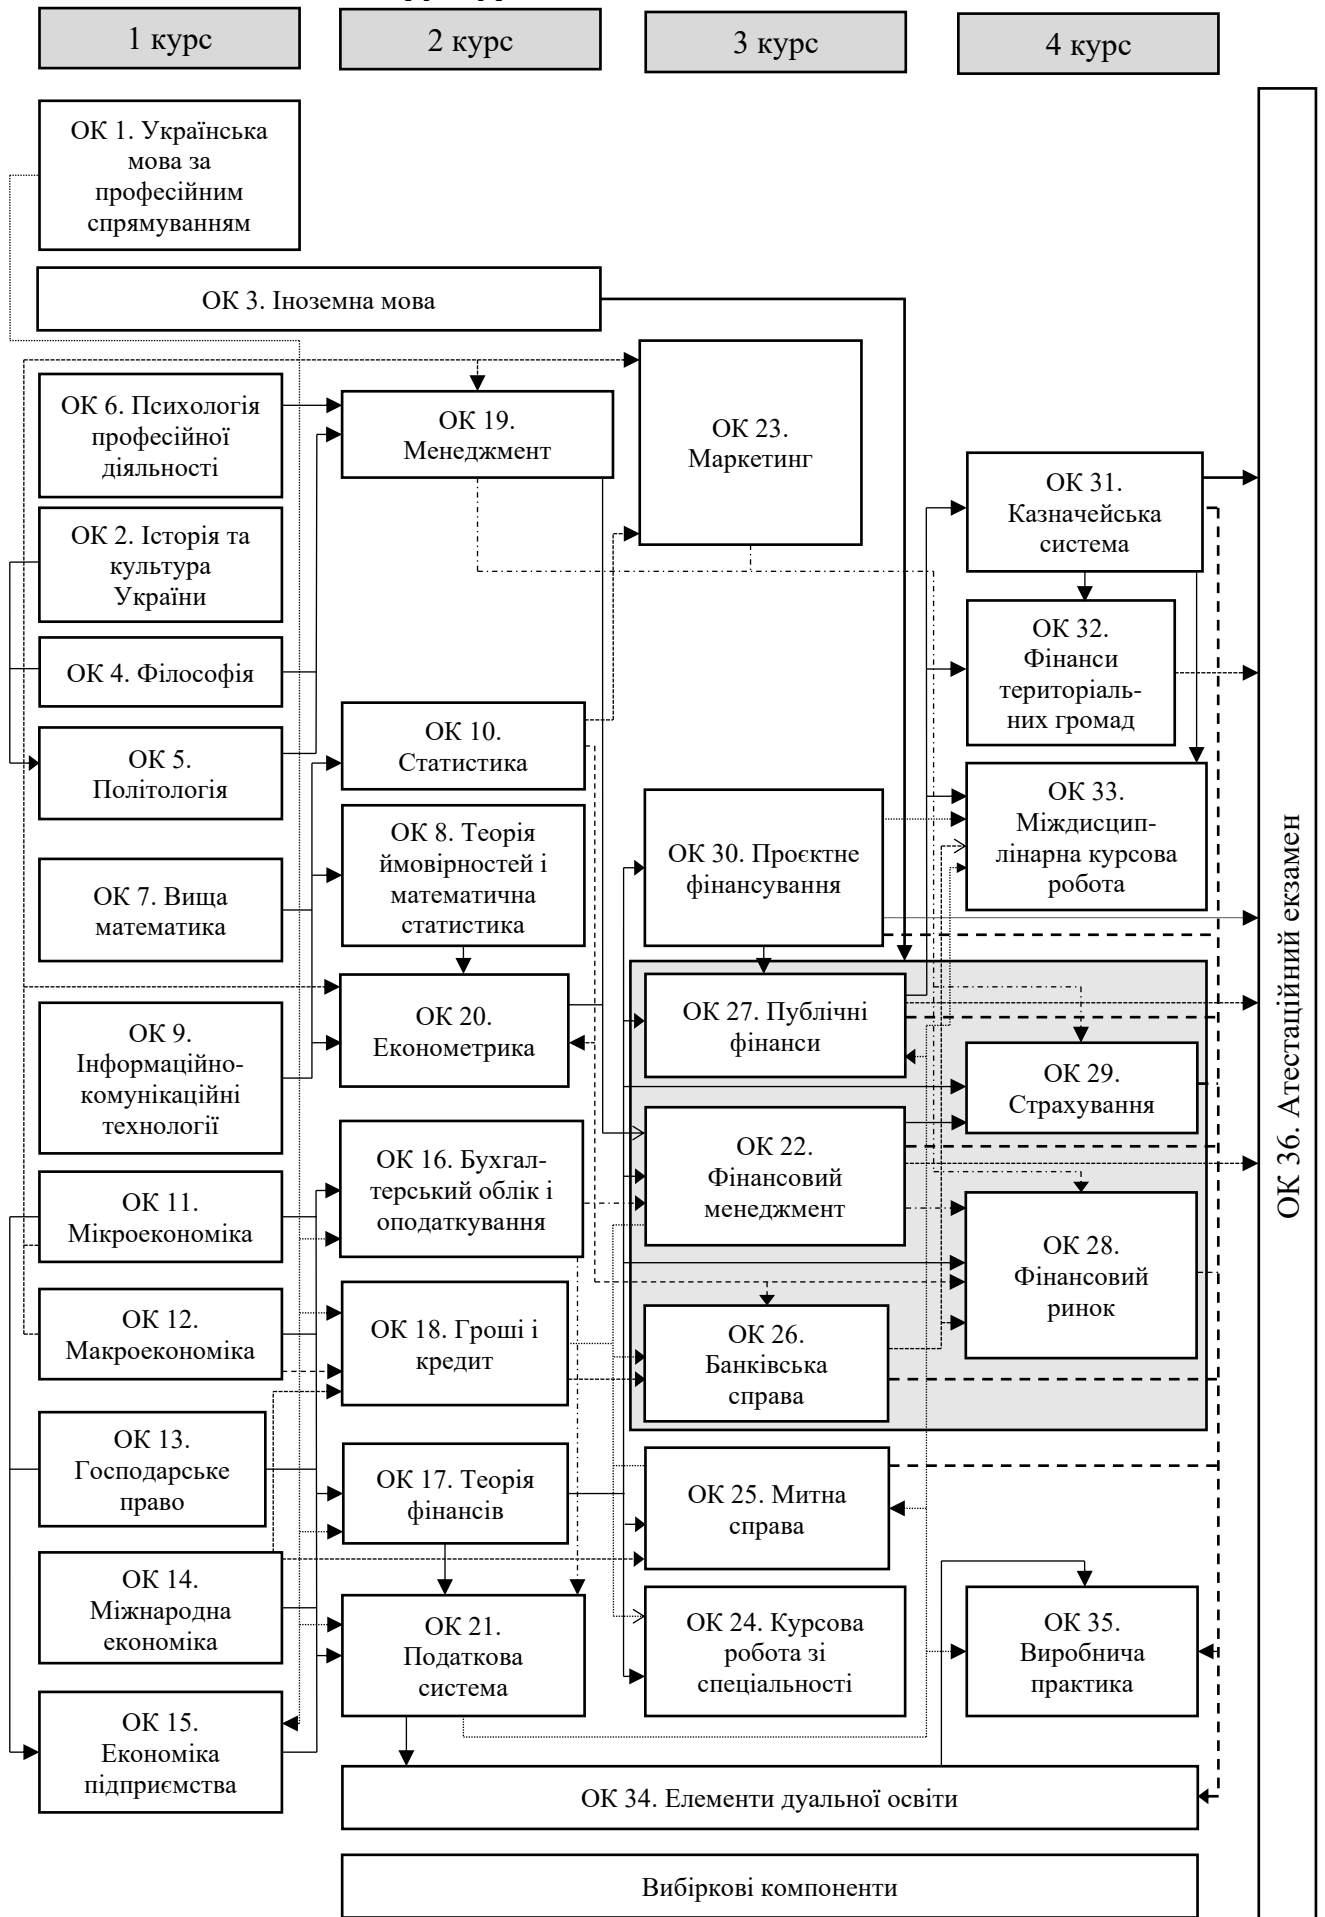 1 курс
2 курс
3 курс
4 курс
ОК 1. Українська
мова за
професійним
спрямуванням
ОК 3. Іноземна мова
ОК 6. Психологія
професійної
діяльності
ОК 2. Історія та
культура
України
ОК 4. Філософія
ОК 5.
Політологія
ОК 7. Вища
математика
ОК 9.
Інформаційно-
комунікаційні
технології
ОК 11.
Мікроекономіка
ОК 12.
Макроекономіка
ОК 13.
Господарське
право
ОК 14.
Міжнародна
економіка
ОК 15.
Економіка
підприємства
ОК 19.
Менеджмент
ОК 10.
Статистика
ОК 8. Теорія
ймовірностей і
математична
статистика
ОК 20.
Економетрика
ОК 16. Бухгал-
терський облік і
оподаткування
ОК 18. Гроші і
кредит
ОК 17. Теорія
фінансів
ОК 21.
Податкова
система
ОК 23.
Маркетинг
ОК 30. Проєктне
фінансування
ОК 27. Публічні
фінанси
ОК 22.
Фінансовий
менеджмент
ОК 26.
Банківська
справа
ОК 25. Митна
справа
ОК 24. Курсова
робота зі
спеціальності
ОК 31.
Казначейська
система
ОК 32.
Фінанси
територіаль-
них громад
ОК 33.
Міждисцип-
лінарна курсова
робота
ОК 29.
Страхування
ОК 28.
Фінансовий
ринок
ОК 35.
Виробнича
практика
ОК 34. Елементи дуальної освіти
Вибіркові компоненти
ОК 36. Атестаційний екзамен